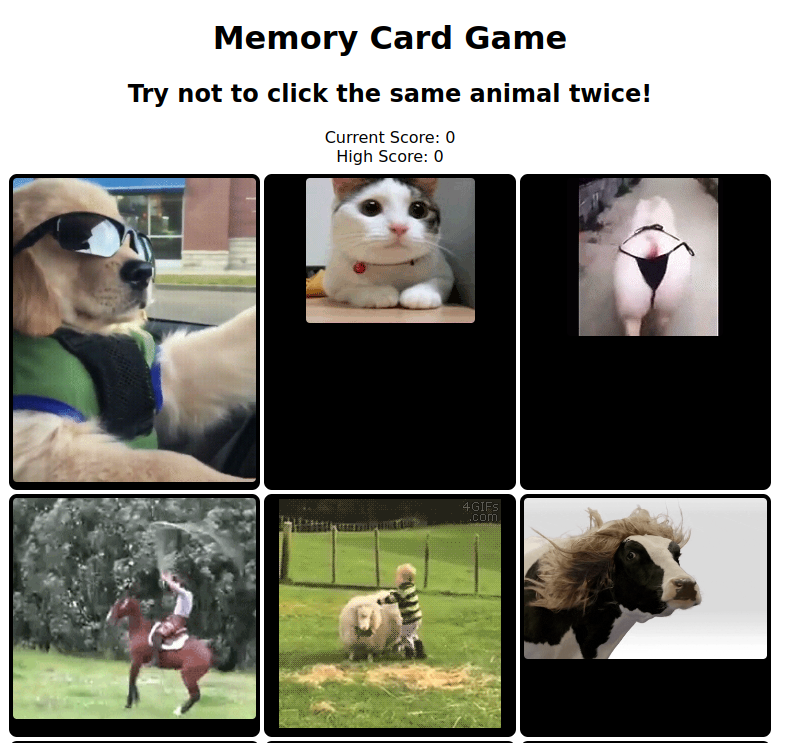 Memory Card Game
Try not to click the same animal twice!
Current Score: 0
High Score: 0
4GIFs
.com